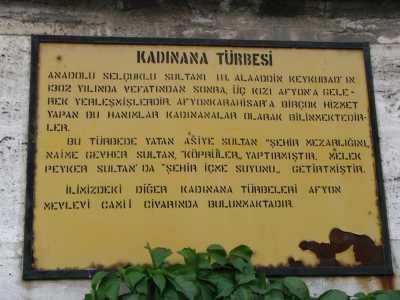 KADINANA TÜRBESİ
ANADOLU SELÇUKLU SULTANI III. ALAADDİN KEYKUBAD' IN
1302 YILINDA VEFATINDAN SONRA, ÜÇ KIZI AFYON'A GELE-
REK YERLEŞMİŞLERDİR. AFYONKARAHİSAR'A BİRÇOK HİZMET
YAPAN BU HANIMLAR KADINANALAR OLARAK BİLİNMEKTEDİR-
LER.
BU TÜRBEDE YATAN ASİYE SULTAN "ŞEHİR MEZARLIĞINI,
NAİME GEVHER SULTAN, "KÖPRÜLER„ YAPTIRMIŞTIR. MELEK
PEYKER SULTAN'DA "ŞEHİR İÇME SUYUNU„ GETİRTMİŞTİR.
İLİMİZDEKİ DİĞER KADINANA TÜRBELERİ AFYON
MEVLEVİ CAMİİ CİVARINDA BULUNMAKTADIR.